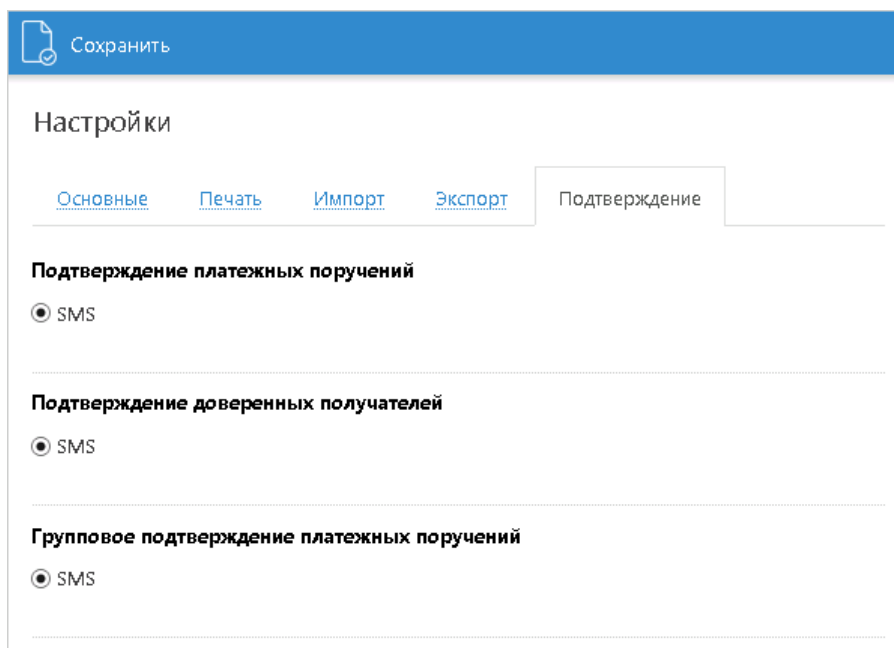 Сохранить
Настройки
Основные Печать Импорт Экспорт Подтверждение
Подтверждение платежных поручений
SMS
Подтверждение доверенных получателей
SMS
Групповое подтверждение платежных поручений
SMS